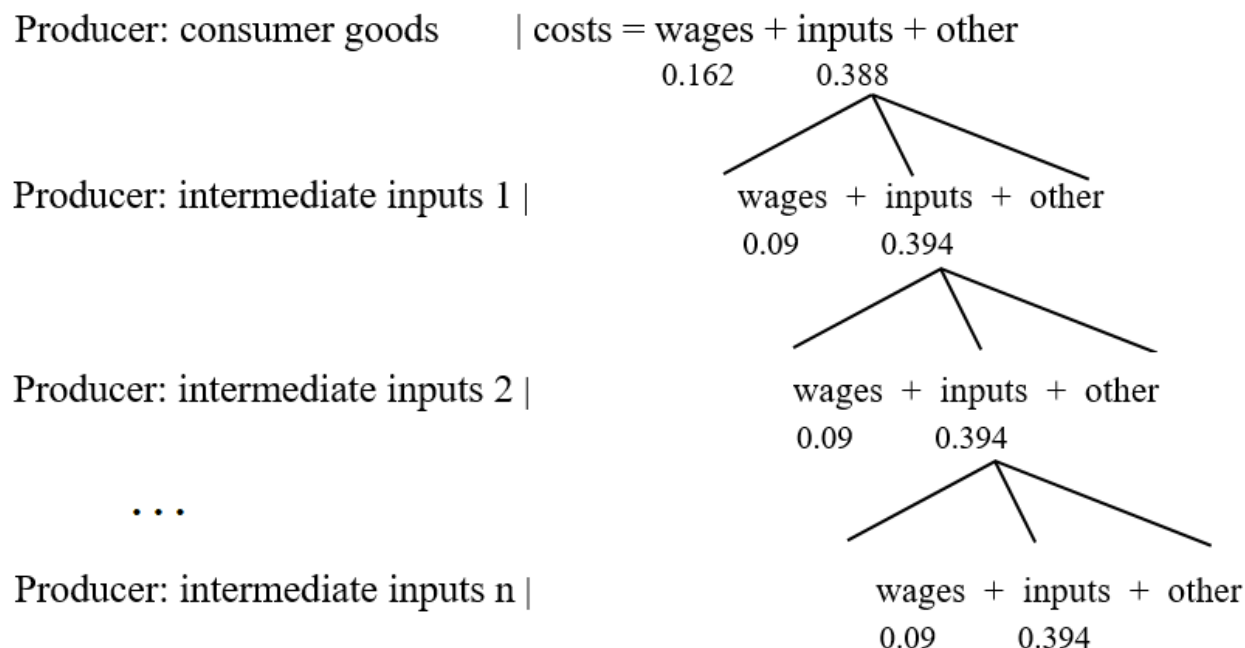 Producer: consumer goods | costs = wages + inputs + other
0.162 0.388
Producer: intermediate inputs 1 | wages + inputs + other
0.09 0.394
Producer: intermediate inputs 2 | wages + inputs + other
0.09 0.394
...
Producer: intermediate inputs n | wages + inputs + other
0.09 0.394